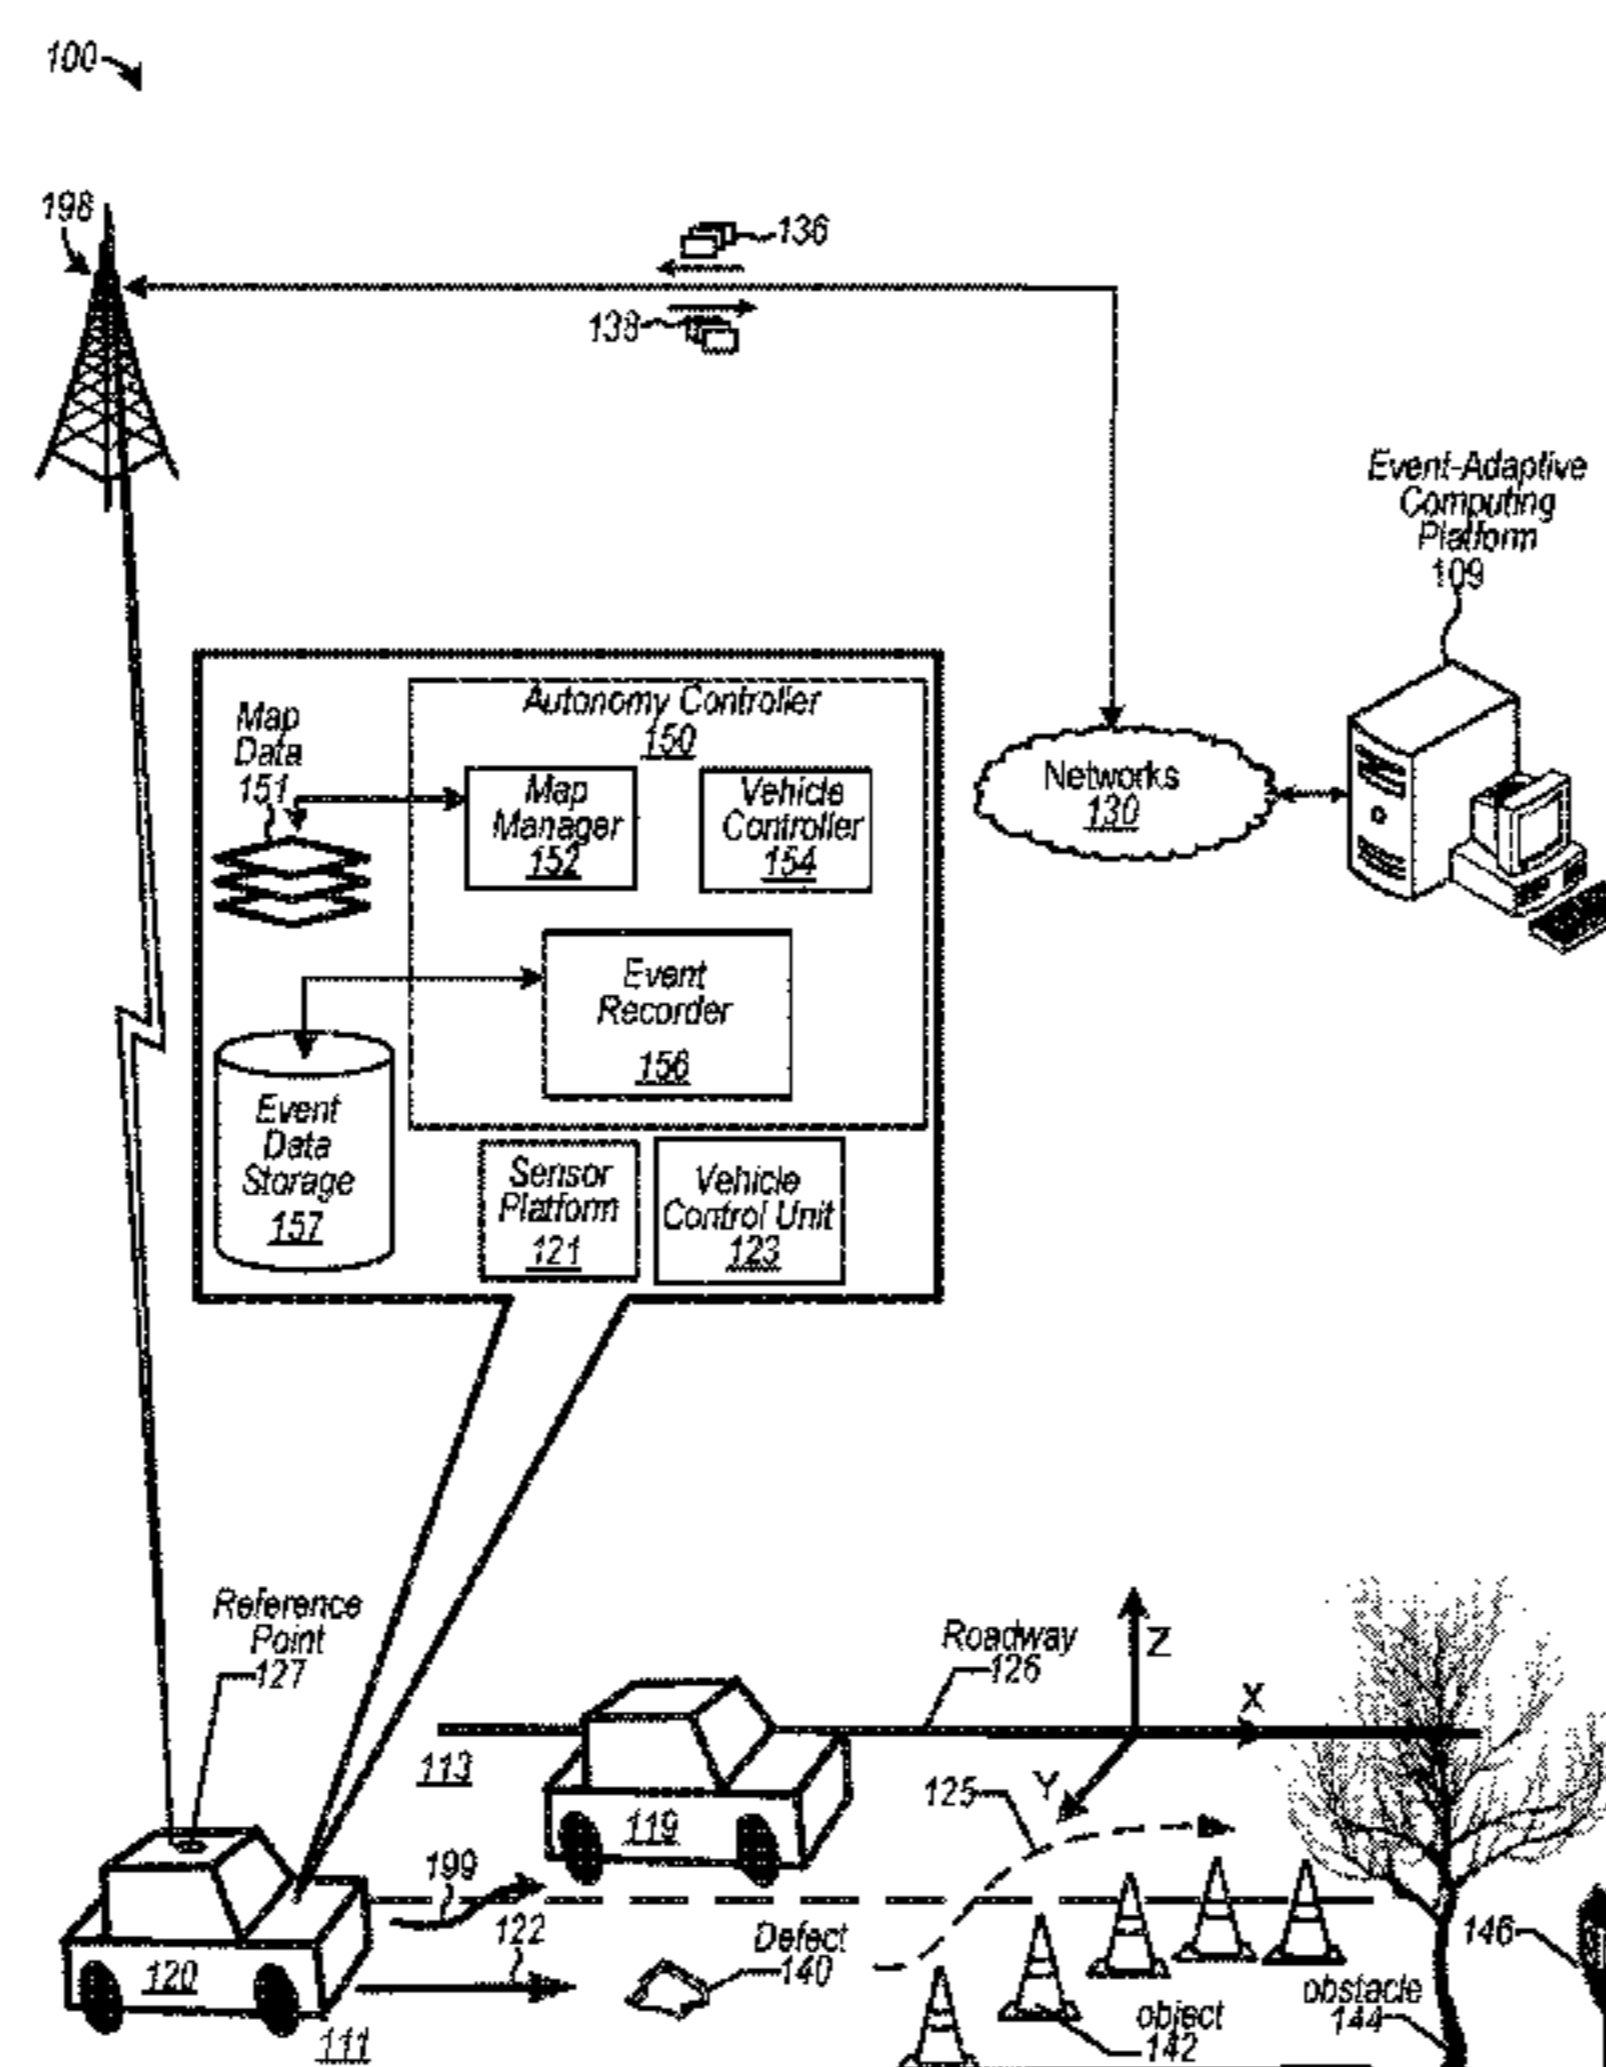 100
198
136
138
Event-Adaptive
Computing
Platform
109
Autonomy Controller
150
Map
Data
151
Map
Manager
152
Vehicle
Controller
154
Networks
130
Event
Recorder
156
Event
Data
Storage
157
Sensor
Platform
121
Vehicle
Control Unit
123
Reference
Point
127
Roadway
126
Z
X
Y
113
125
119
199
122
Defect
140
120
111
object
142
obstacle
144
146